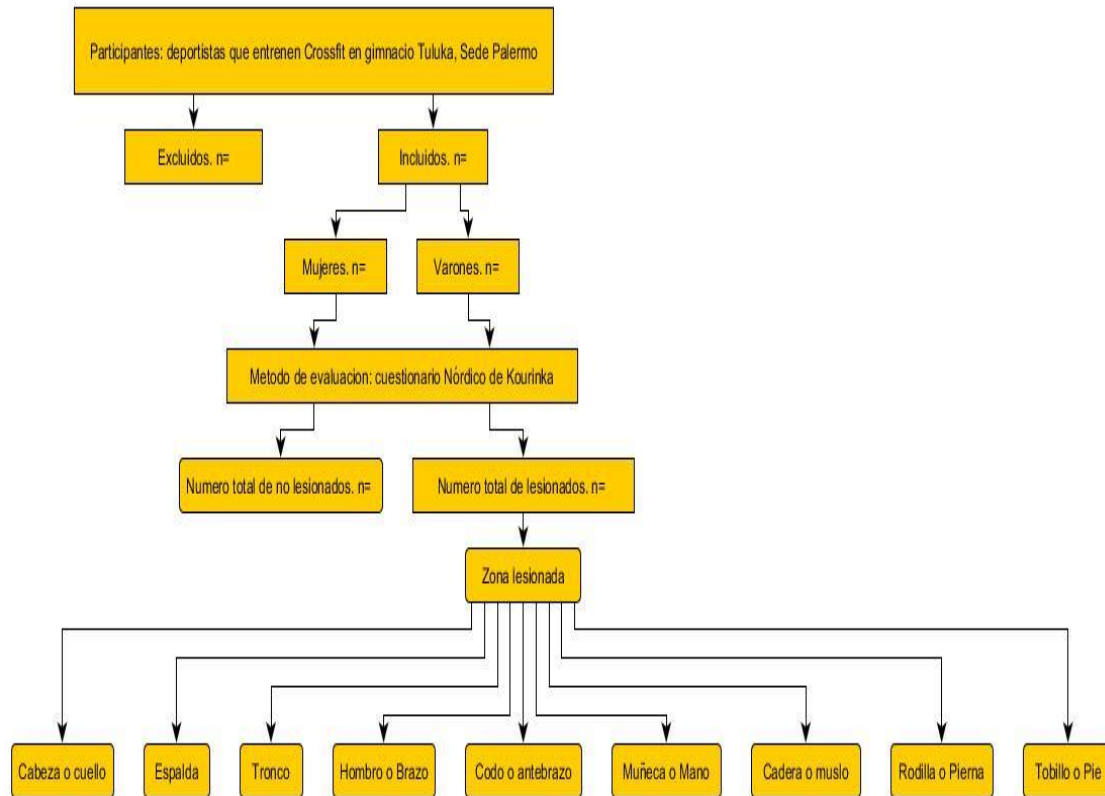 Participantes: deportistas que entrenen Crossfit en gimnacio Tuluka, Sede Palermo
Excluidos. n=
Incluidos. n=
Mujeres. n=
Varones. n=
Metodo de evaluacion: cuestionario Nórdico de Kourinka
Numero total de no lesionados. n=
Numero total de lesionados. n=
Zona lesionada
Cabeza o cuello
Espalda
Tronco
Hombro o Brazo
Codo o antebrazo
Muñeca o Mano
Cadera o muslo
Rodilla o Pierna
Tobillo o Pie